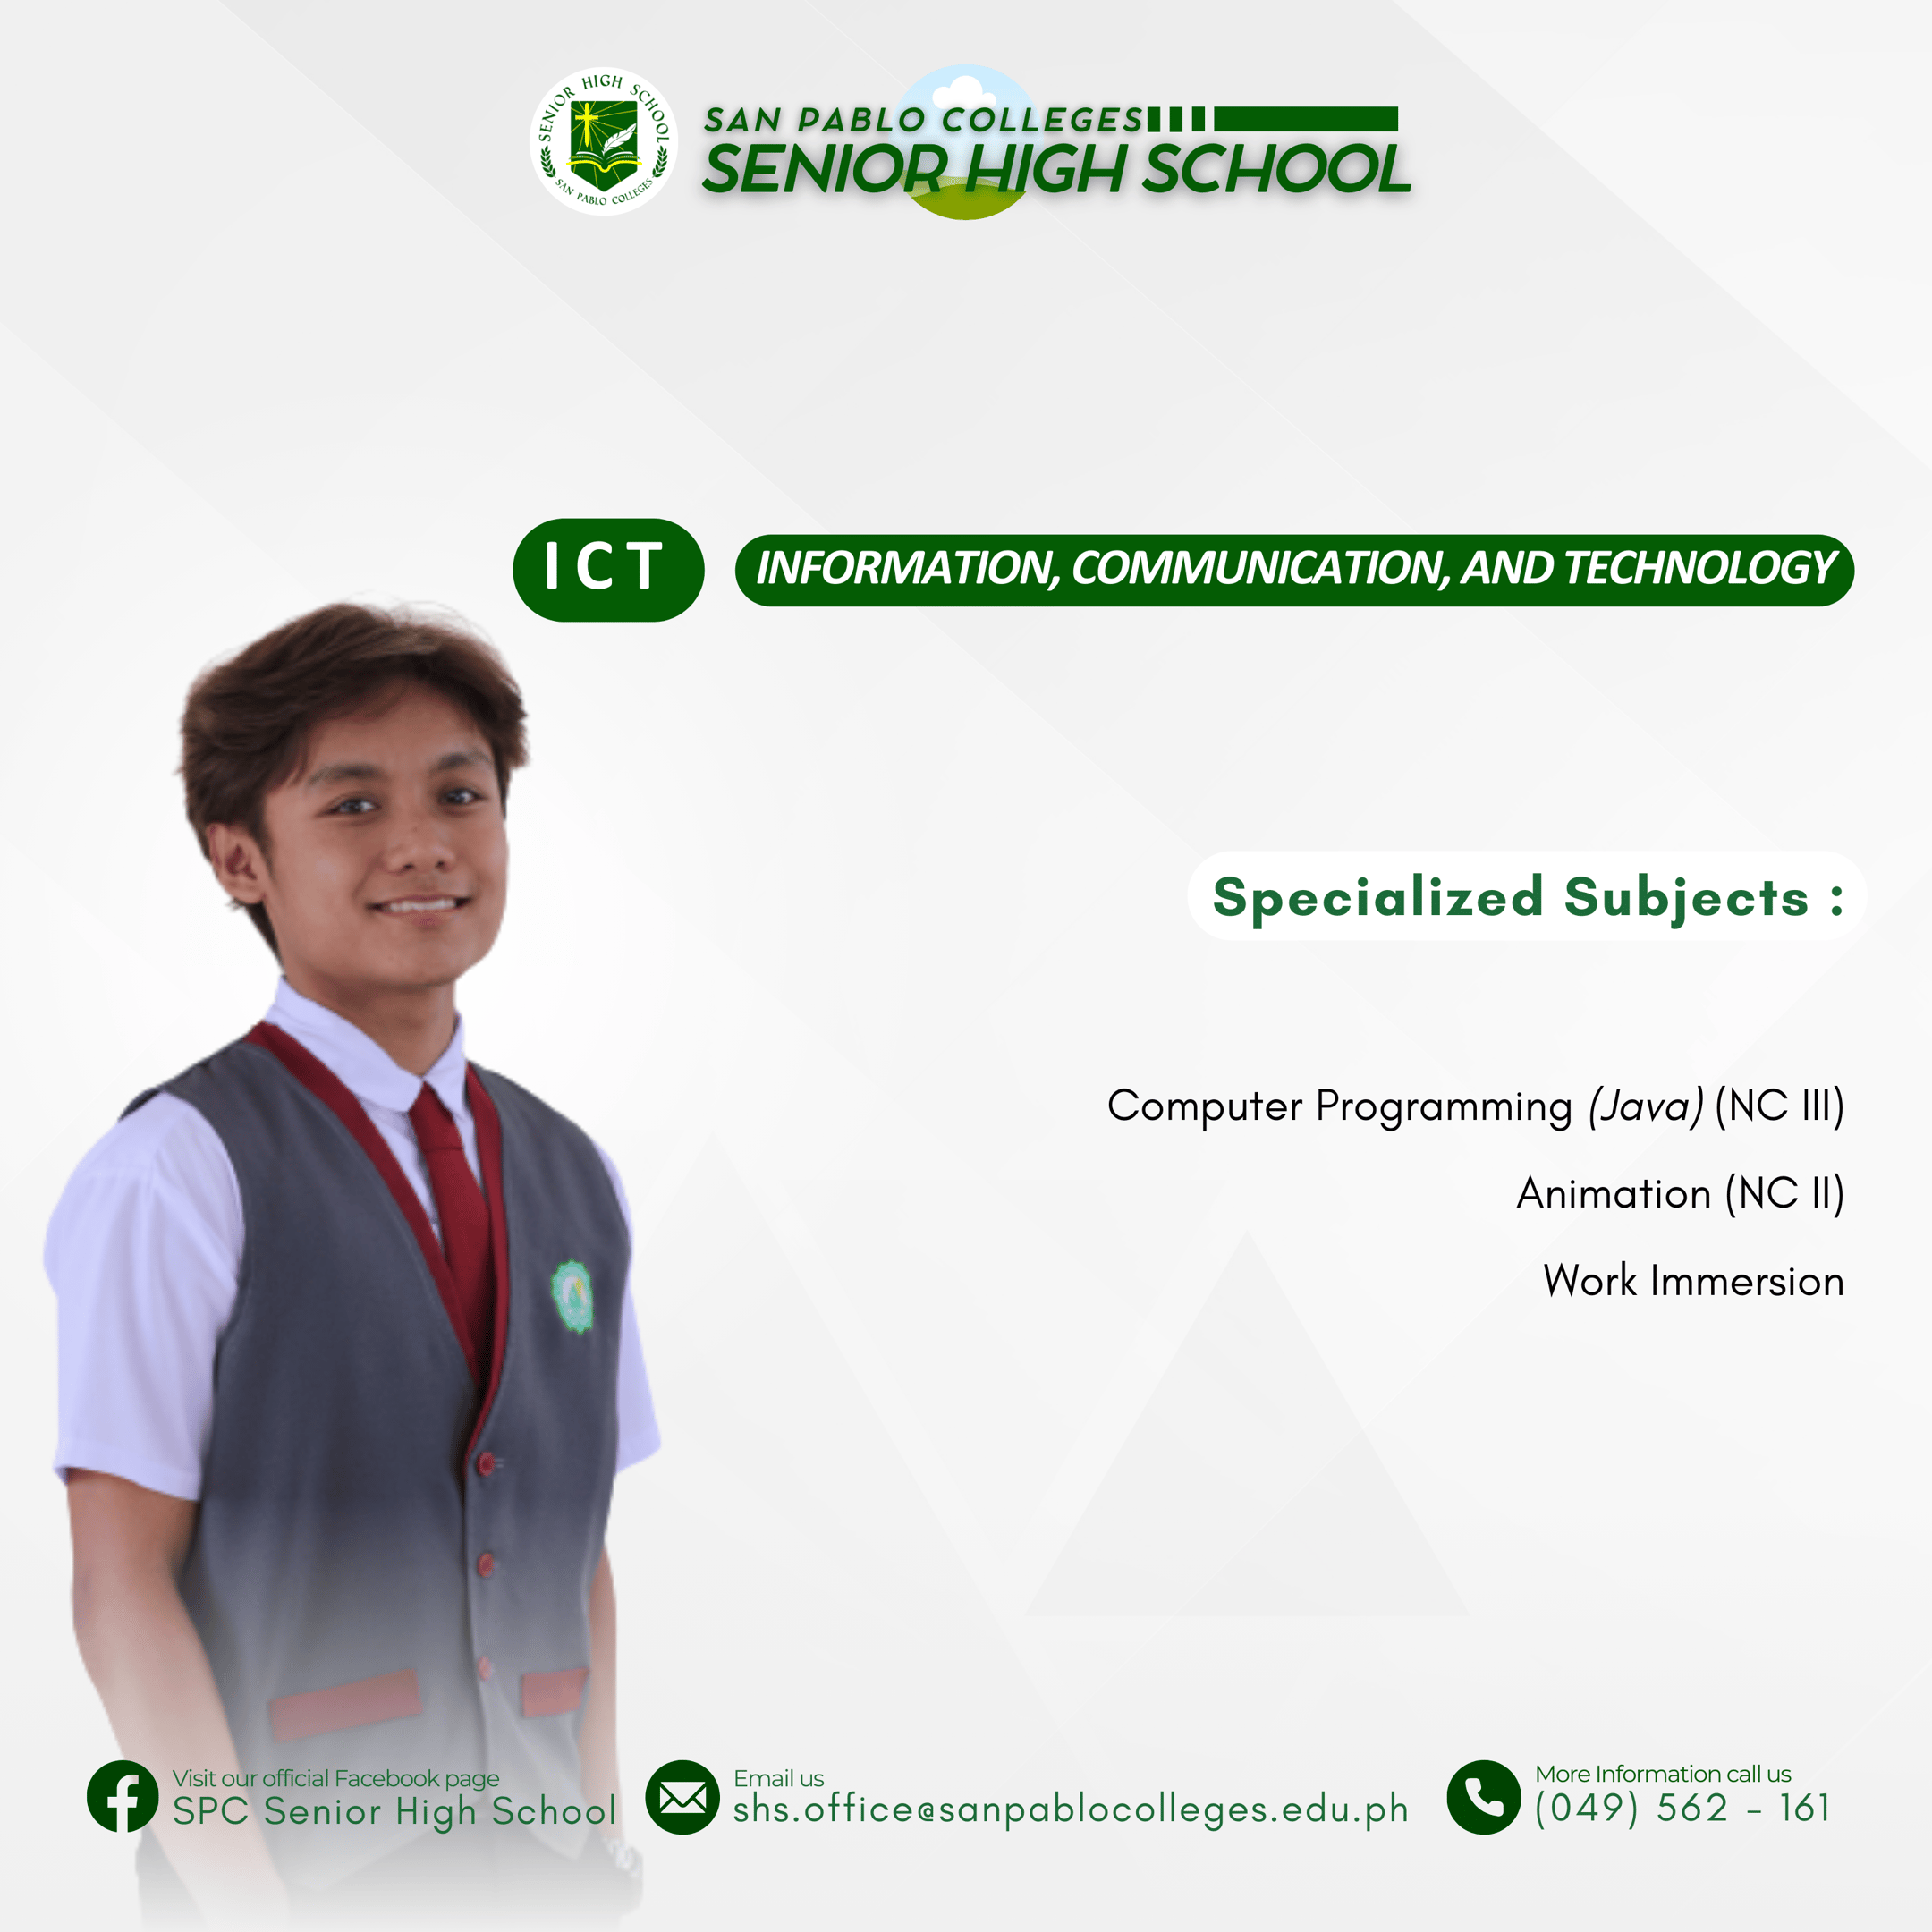 SENIOR HIGH SCHOOL
SAN PABLO COLLEGES
SAN PABLO COLLEGES
SENIOR HIGH SCHOOL
ICT
INFORMATION, COMMUNICATION, AND TECHNOLOGY
Specialized Subjects :
Computer Programming (Java) (NC III)
Animation (NC II)
Work Immersion
Visit our official Facebook page
SPC Senior High School
Email us
shs.office@sanpablocolleges.edu.ph
More Information call us
(049) 562 - 161